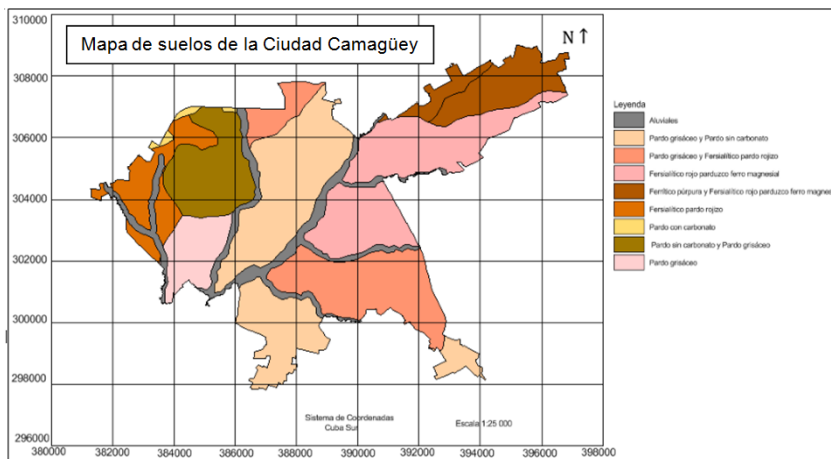 Mapa de suelos de la Ciudad Camagüey
N ↑
310000
308000
306000
304000
302000
300000
298000
296000
380000 382000 384000 386000 388000 390000 392000 394000 396000 398000
Sistema de Coordenadas
Cuba Sur
Escala 1:25 000
Leyenda
Aluviales
Pardo grisáceo y Pardo sin carbonato
Pardo grisáceo y Fersialítico pardo rojizo
Fersialítico rojo parduzco ferro magnesial
Ferrítico púrpura y Fersialítico rojo parduzco ferro magnes
Fersialítico pardo rojizo
Pardo con carbonato
Pardo sin carbonato y Pardo grisáceo
Pardo grisáceo